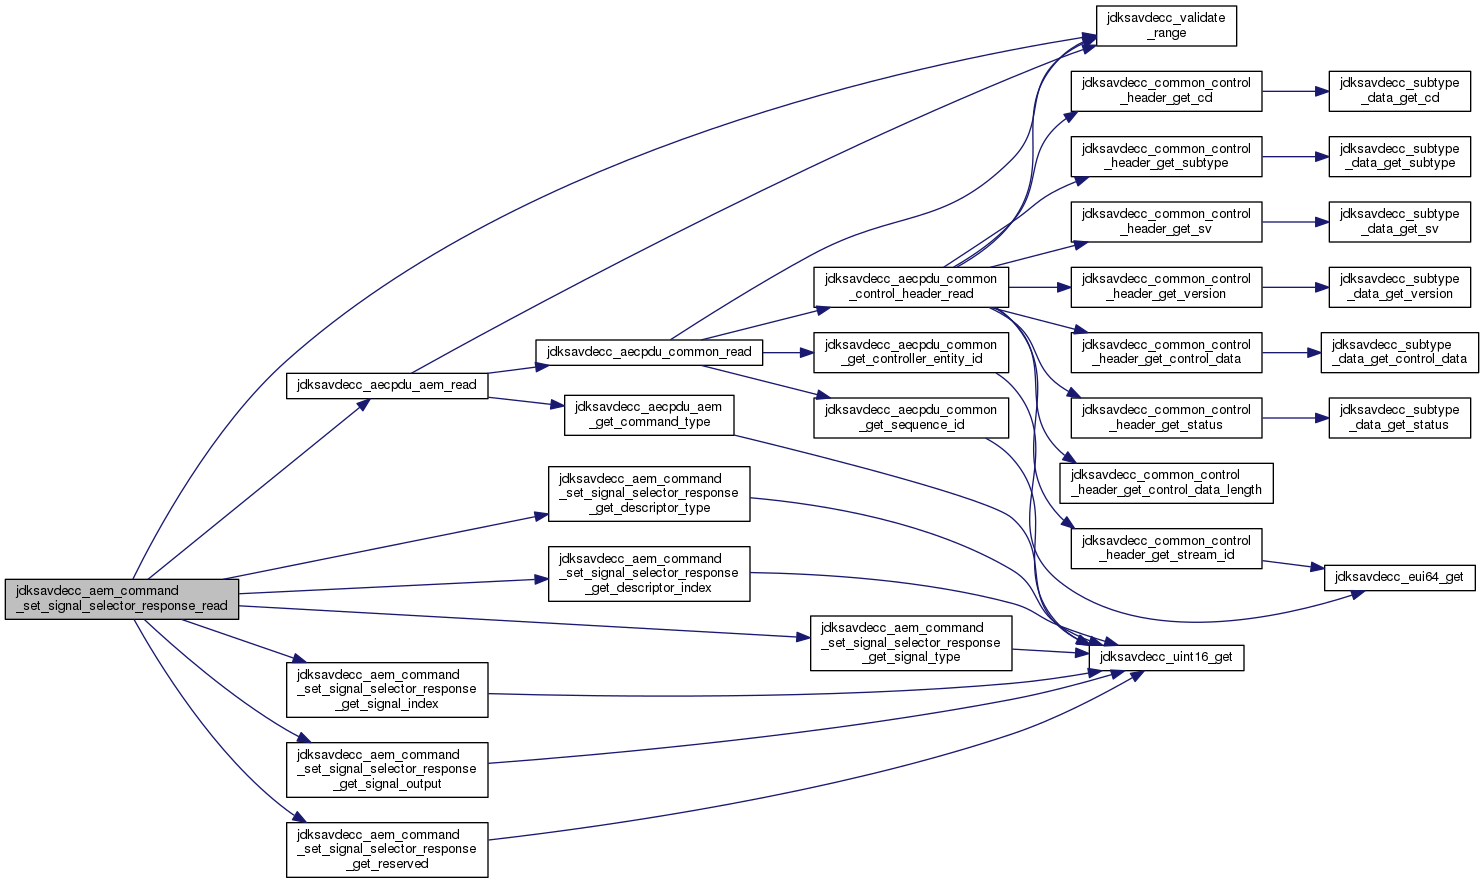 jdksavdecc_aem_command
_set_signal_selector_response_read
jdksavdecc_aecpdu_aem_read
jdksavdecc_aem_command
_set_signal_selector_response
_get_signal_index
jdksavdecc_aem_command
_set_signal_selector_response
_get_signal_output
jdksavdecc_aem_command
_set_signal_selector_response
_get_reserved
jdksavdecc_aecpdu_common_read
jdksavdecc_aecpdu_aem
_get_command_type
jdksavdecc_aem_command
_set_signal_selector_response
_get_descriptor_type
jdksavdecc_aem_command
_set_signal_selector_response
_get_descriptor_index
jdksavdecc_aecpdu_common
_control_header_read
jdksavdecc_aecpdu_common
_get_controller_entity_id
jdksavdecc_aecpdu_common
_get_sequence_id
jdksavdecc_aem_command
_set_signal_selector_response
_get_signal_type
jdksavdecc_validate
_range
jdksavdecc_common_control
_header_get_cd
jdksavdecc_common_control
_header_get_subtype
jdksavdecc_common_control
_header_get_sv
jdksavdecc_common_control
_header_get_version
jdksavdecc_common_control
_header_get_control_data
jdksavdecc_common_control
_header_get_status
jdksavdecc_common_control
_header_get_control_data_length
jdksavdecc_common_control
_header_get_stream_id
jdksavdecc_uint16_get
jdksavdecc_subtype
_data_get_cd
jdksavdecc_subtype
_data_get_subtype
jdksavdecc_subtype
_data_get_sv
jdksavdecc_subtype
_data_get_version
jdksavdecc_subtype
_data_get_control_data
jdksavdecc_subtype
_data_get_status
jdksavdecc_eui64_get